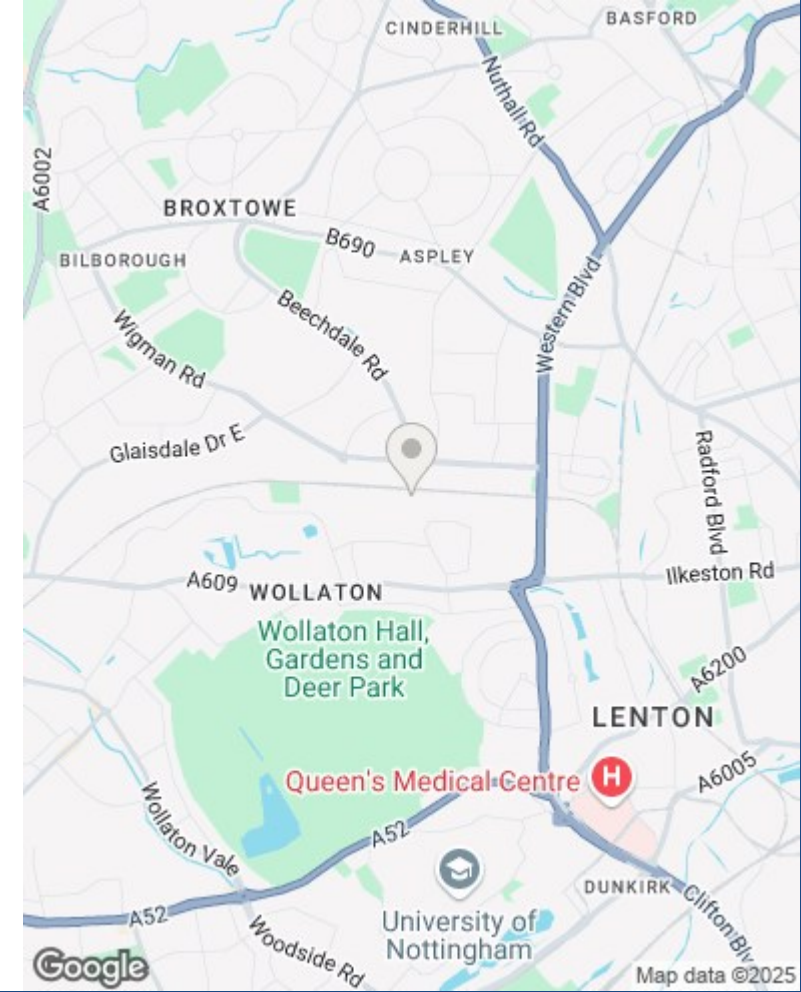 CINDERHILL
BASFORD
Nuthall Rd
A6002
BROXTOWE
B690
ASPLEY
BILBOROUGH
Western Blvd
Beechdale Rd
Wigman Rd
Glaisdale Dr E
Radford Blvd
Ilkeston Rd
A609
WOLLATON
Wollaton Hall,
Gardens and
Deer Park
A6200
LENTON
Queen's Medical Centre
H
A6005
Wollaton Vale
A52
DUNKIRK
Clifton Blv
A52
University of
Nottingham
Woodside Rd
Google
Map data ©2025